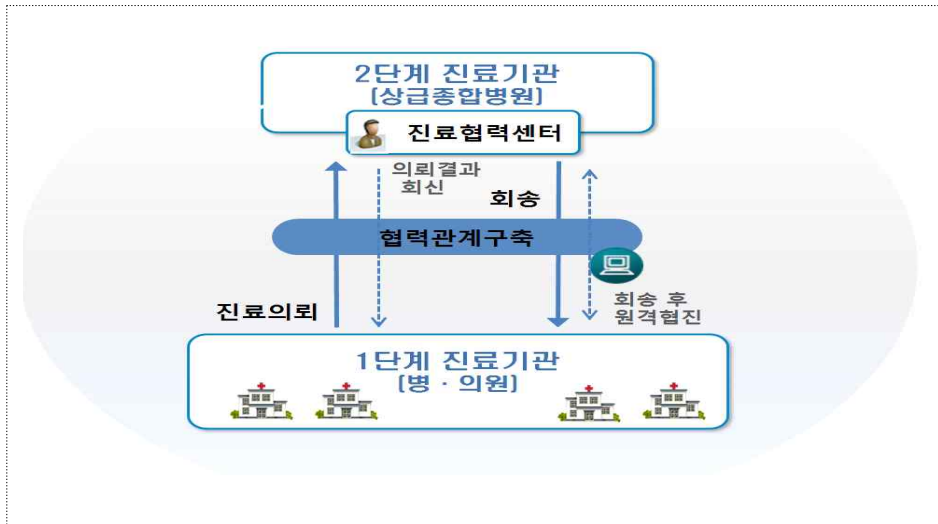 2단계 진료기관
[상급종합병원]
진료협력센터
의뢰결과
회신
회송
협력관계구축
진료의뢰
회송 후
원격협진
1단계 진료기관
[병 · 의원]